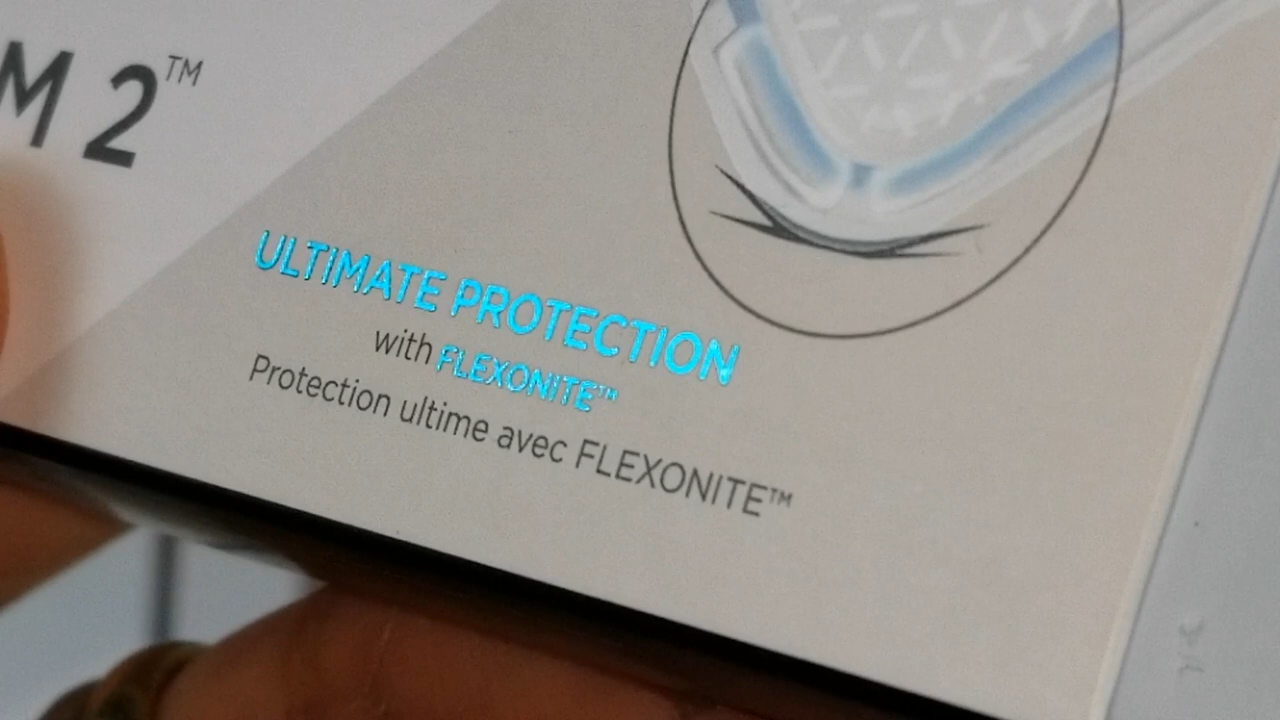 M 2™
ULTIMATE PROTECTION
with FLEXONITE™
Protection ultime avec FLEXONITE™